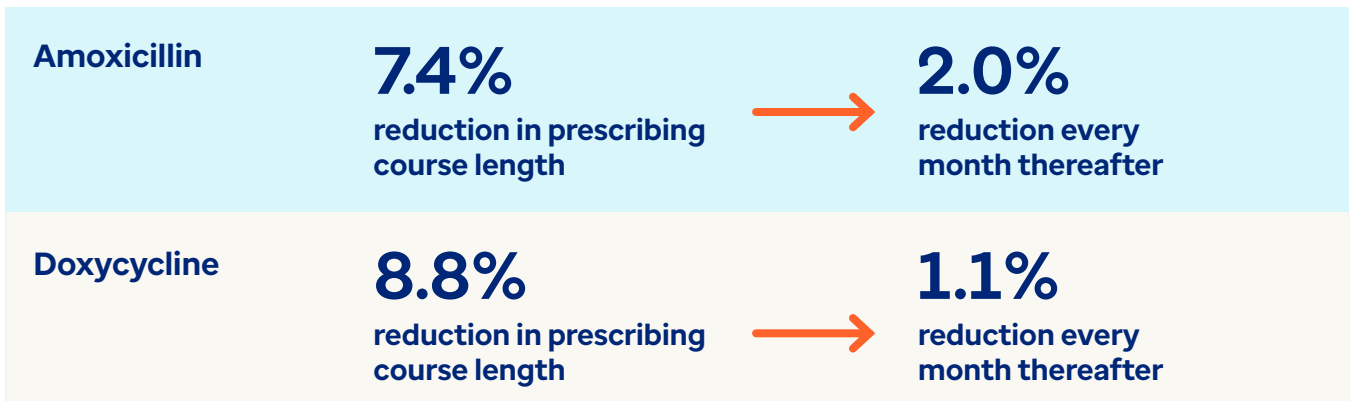 Amoxicillin
7.4%
reduction in prescribing
course length
2.0%
reduction every
month thereafter
Doxycycline
8.8%
reduction in prescribing
course length
1.1%
reduction every
month thereafter